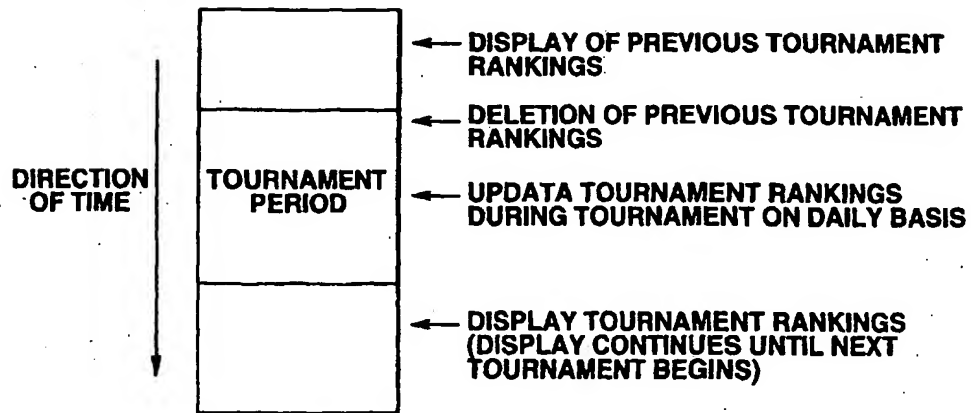 DISPLAY OF PREVIOUS TOURNAMENT
RANKINGS
DELETION OF PREVIOUS TOURNAMENT
RANKINGS
DIRECTION
OF TIME
TOURNAMENT
PERIOD
UPDATA TOURNAMENT RANKINGS
DURING TOURNAMENT ON DAILY BASIS
DISPLAY TOURNAMENT RANKINGS
(DISPLAY CONTINUES UNTIL NEXT
TOURNAMENT BEGINS)